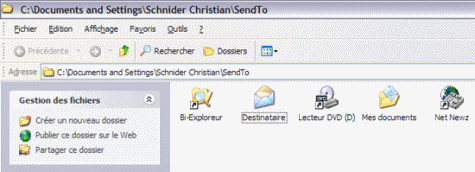 C:\Documents and Settings\Schnider Christian\SendTo
Fichier Edition Affichage Favoris Outils ?
Précédente Rechercher Dossiers
Adresse C:\Documents and Settings\Schnider Christian\SendTo
Gestion des fichiers
Créer un nouveau dossier
Publier ce dossier sur le Web
Partager ce dossier
Bi-Exploreur Destinataire Lecteur DVD (D) Mes documents Net Newz